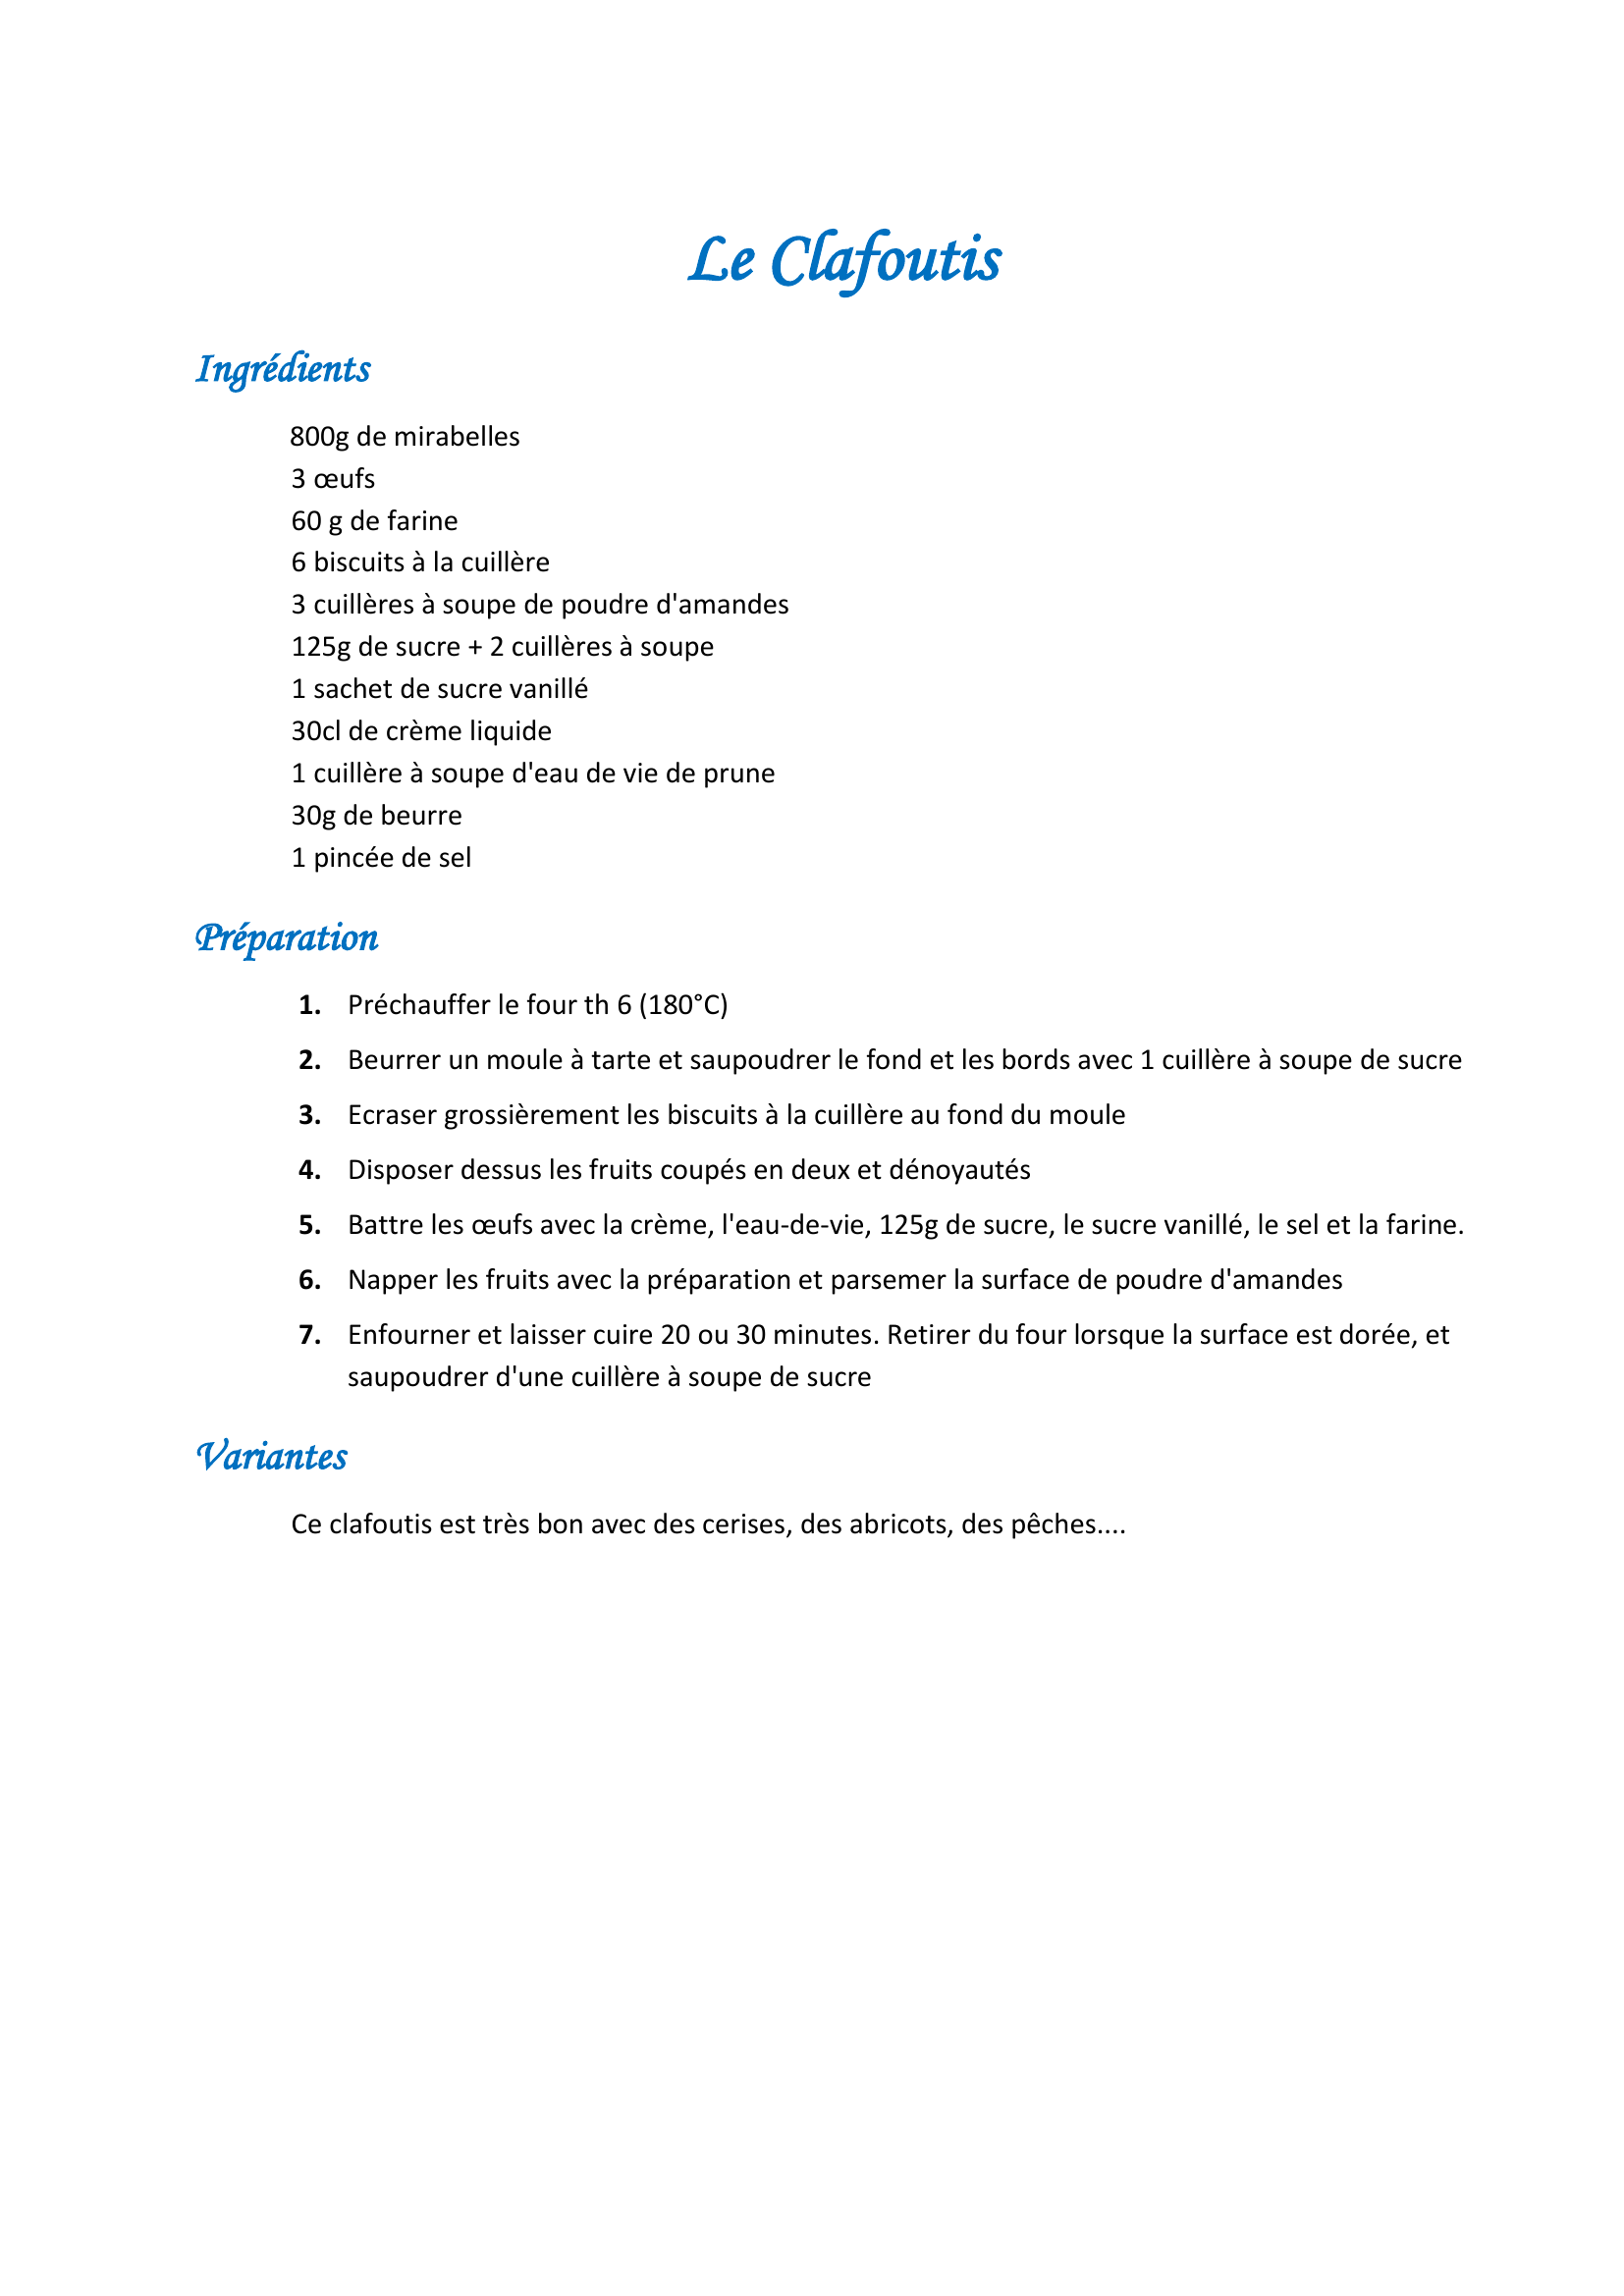 Le Clafoutis
Ingrédients
800g de mirabelles
3 œufs
60 g de farine
6 biscuits à la cuillère
3 cuillères à soupe de poudre d'amandes
125g de sucre + 2 cuillères à soupe
1 sachet de sucre vanillé
30cl de crème liquide
1 cuillère à soupe d'eau de vie de prune
30g de beurre
1 pincée de sel
Préparation
1. Préchauffer le four th 6 (180°C)
2. Beurrer un moule à tarte et saupoudrer le fond et les bords avec 1 cuillère à soupe de sucre
3. Ecraser grossièrement les biscuits à la cuillère au fond du moule
4. Disposer dessus les fruits coupés en deux et dénoyautés
5. Battre les œufs avec la crème, l'eau-de-vie, 125g de sucre, le sucre vanillé, le sel et la farine.
6. Napper les fruits avec la préparation et parsemer la surface de poudre d'amandes
7. Enfourner et laisser cuire 20 ou 30 minutes. Retirer du four lorsque la surface est dorée, et
saupoudrer d'une cuillère à soupe de sucre
Variantes
Ce clafoutis est très bon avec des cerises, des abricots, des pêches....